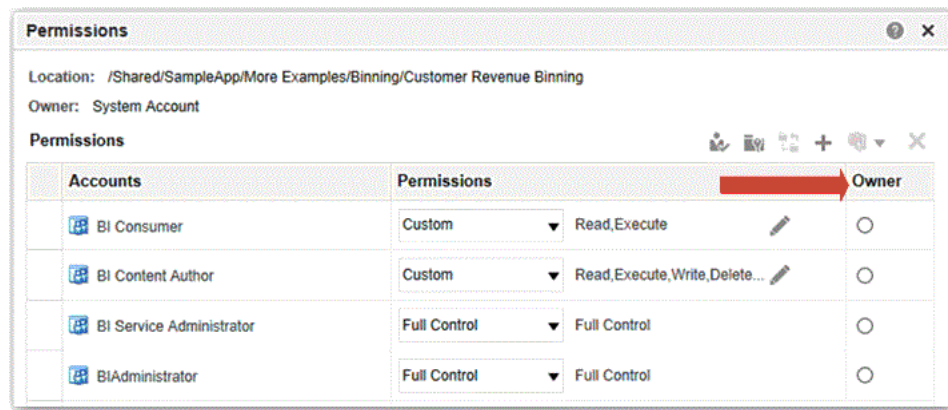 Permissions
Location: /Shared/SampleApp/More Examples/Binning/Customer Revenue Binning
Owner: System Account
Permissions
Accounts Permissions Owner
BI Consumer Custom Read,Execute
BI Content Author Custom Read,Execute,Write,Delete...
BI Service Administrator Full Control Full Control
BIAdministrator Full Control Full Control